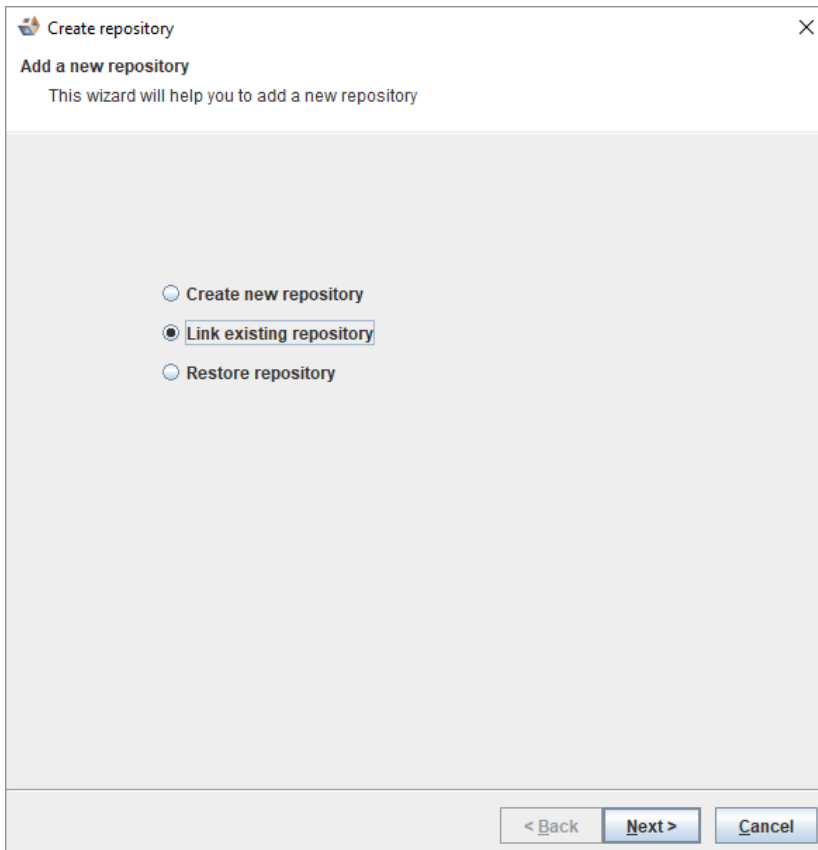 Create repository
Add a new repository
This wizard will help you to add a new repository
Create new repository
Link existing repository
Restore repository
< Back Next > Cancel